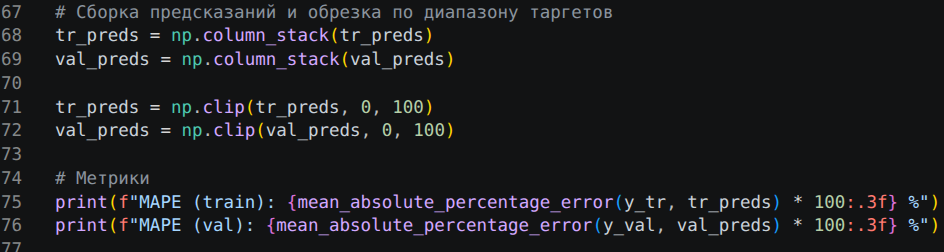 67 # Сборка предсказаний и обрезка по диапазону таргетов
68 tr_preds = np.column_stack(tr_preds)
69 val_preds = np.column_stack(val_preds)
70
71 tr_preds = np.clip(tr_preds, 0, 100)
72 val_preds = np.clip(val_preds, 0, 100)
73
74 # Метрики
75 print(f"MAPE (train): {mean_absolute_percentage_error(y_tr, tr_preds) * 100:.3f} %")
76 print(f"MAPE (val): {mean_absolute_percentage_error(y_val, val_preds) * 100:.3f} %")
77